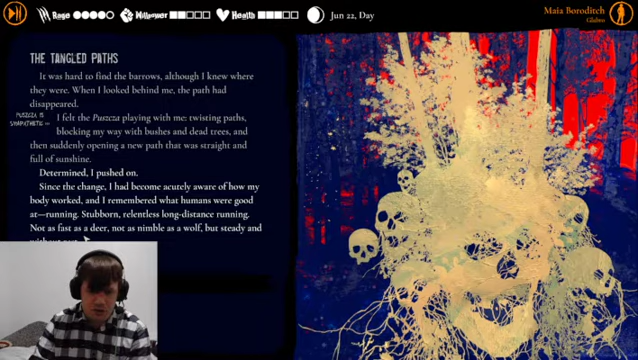 Rage
Willpower
Health
Jun 22, Day
Maia Boroditch
Glabro
THE TANGLED PATHS
It was hard to find the barrows, although I knew where
they were. When I looked behind me, the path had
disappeared.
PUSZCZA IS
SYMPATHETIC —
I felt the Puszcza playing with me: twisting paths,
blocking my way with bushes and dead trees, and
then suddenly opening a new path that was straight and
full of sunshine.
Determined, I pushed on.
Since the change, I had become acutely aware of how my
body worked, and I remembered what humans were good
at—running. Stubborn, relentless long-distance running.
Not as fast as a deer, not as nimble as a wolf, but steady and